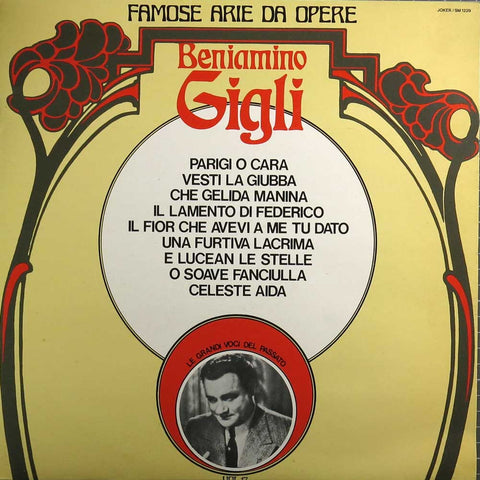 FAMOSE ARIE DA OPERE
JOKER / SM 1229
Beniamino
Gigli
PARIGI O CARA
VESTI LA GIUBBA
CHE GELIDA MANINA
IL LAMENTO DI FEDERICO
IL FIOR CHE AVEVI A ME TU DATO
UNA FURTIVA LACRIMA
E LUCEAN LE STELLE
O SOAVE FANCIULLA
CELESTE AIDA
LE GRANDI VOCI DEL PASSATO
VOL. 17